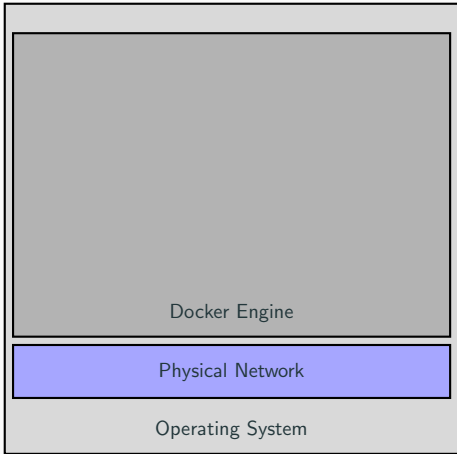 Docker Engine
Physical Network
Operating System